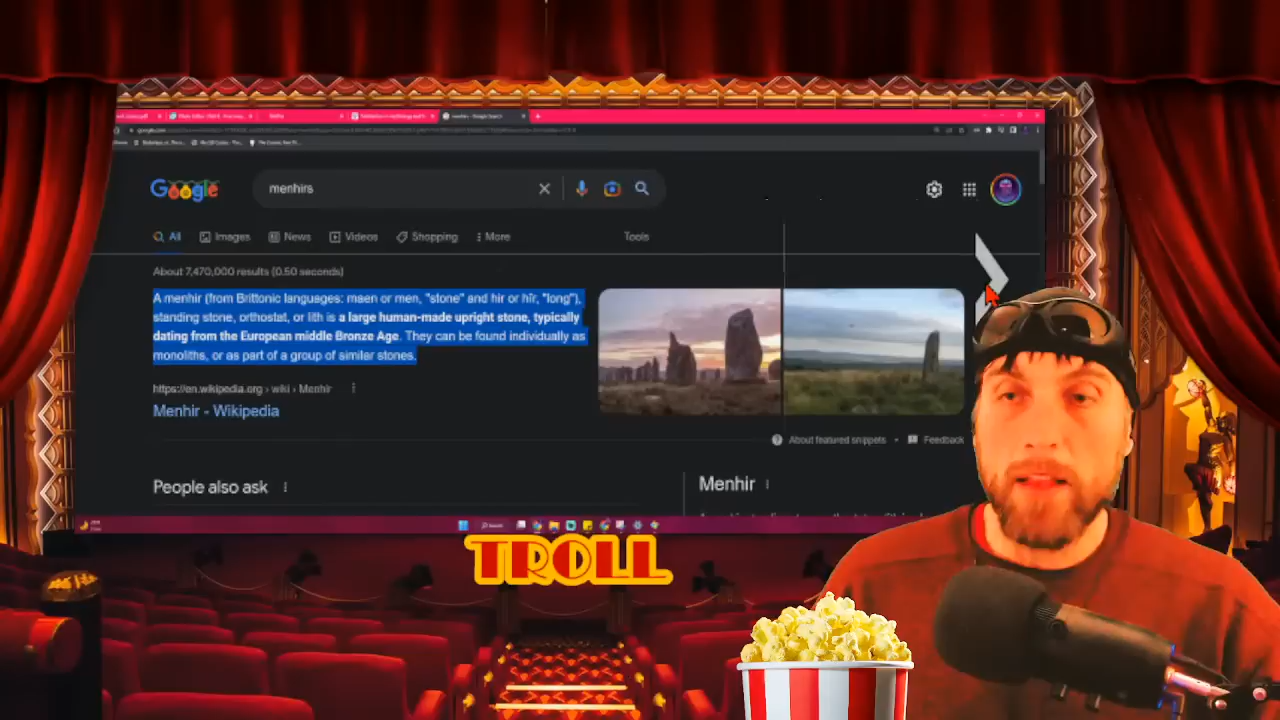 Google
menhirs
All Images News Videos Shopping More Tools
About 7,470,000 results (0.50 seconds)
A menhir (from Brittonic languages: maen or men, "stone" and hir or hîr, "long"),
standing stone, orthostat, or lith is a large human-made upright stone, typically
dating from the European middle Bronze Age. They can be found individually as
monoliths, or as part of a group of similar stones.
https://en.wikipedia.org › wiki › Menhir
Menhir - Wikipedia
About featured snippets • Feedback
People also ask
Menhir
TROLL